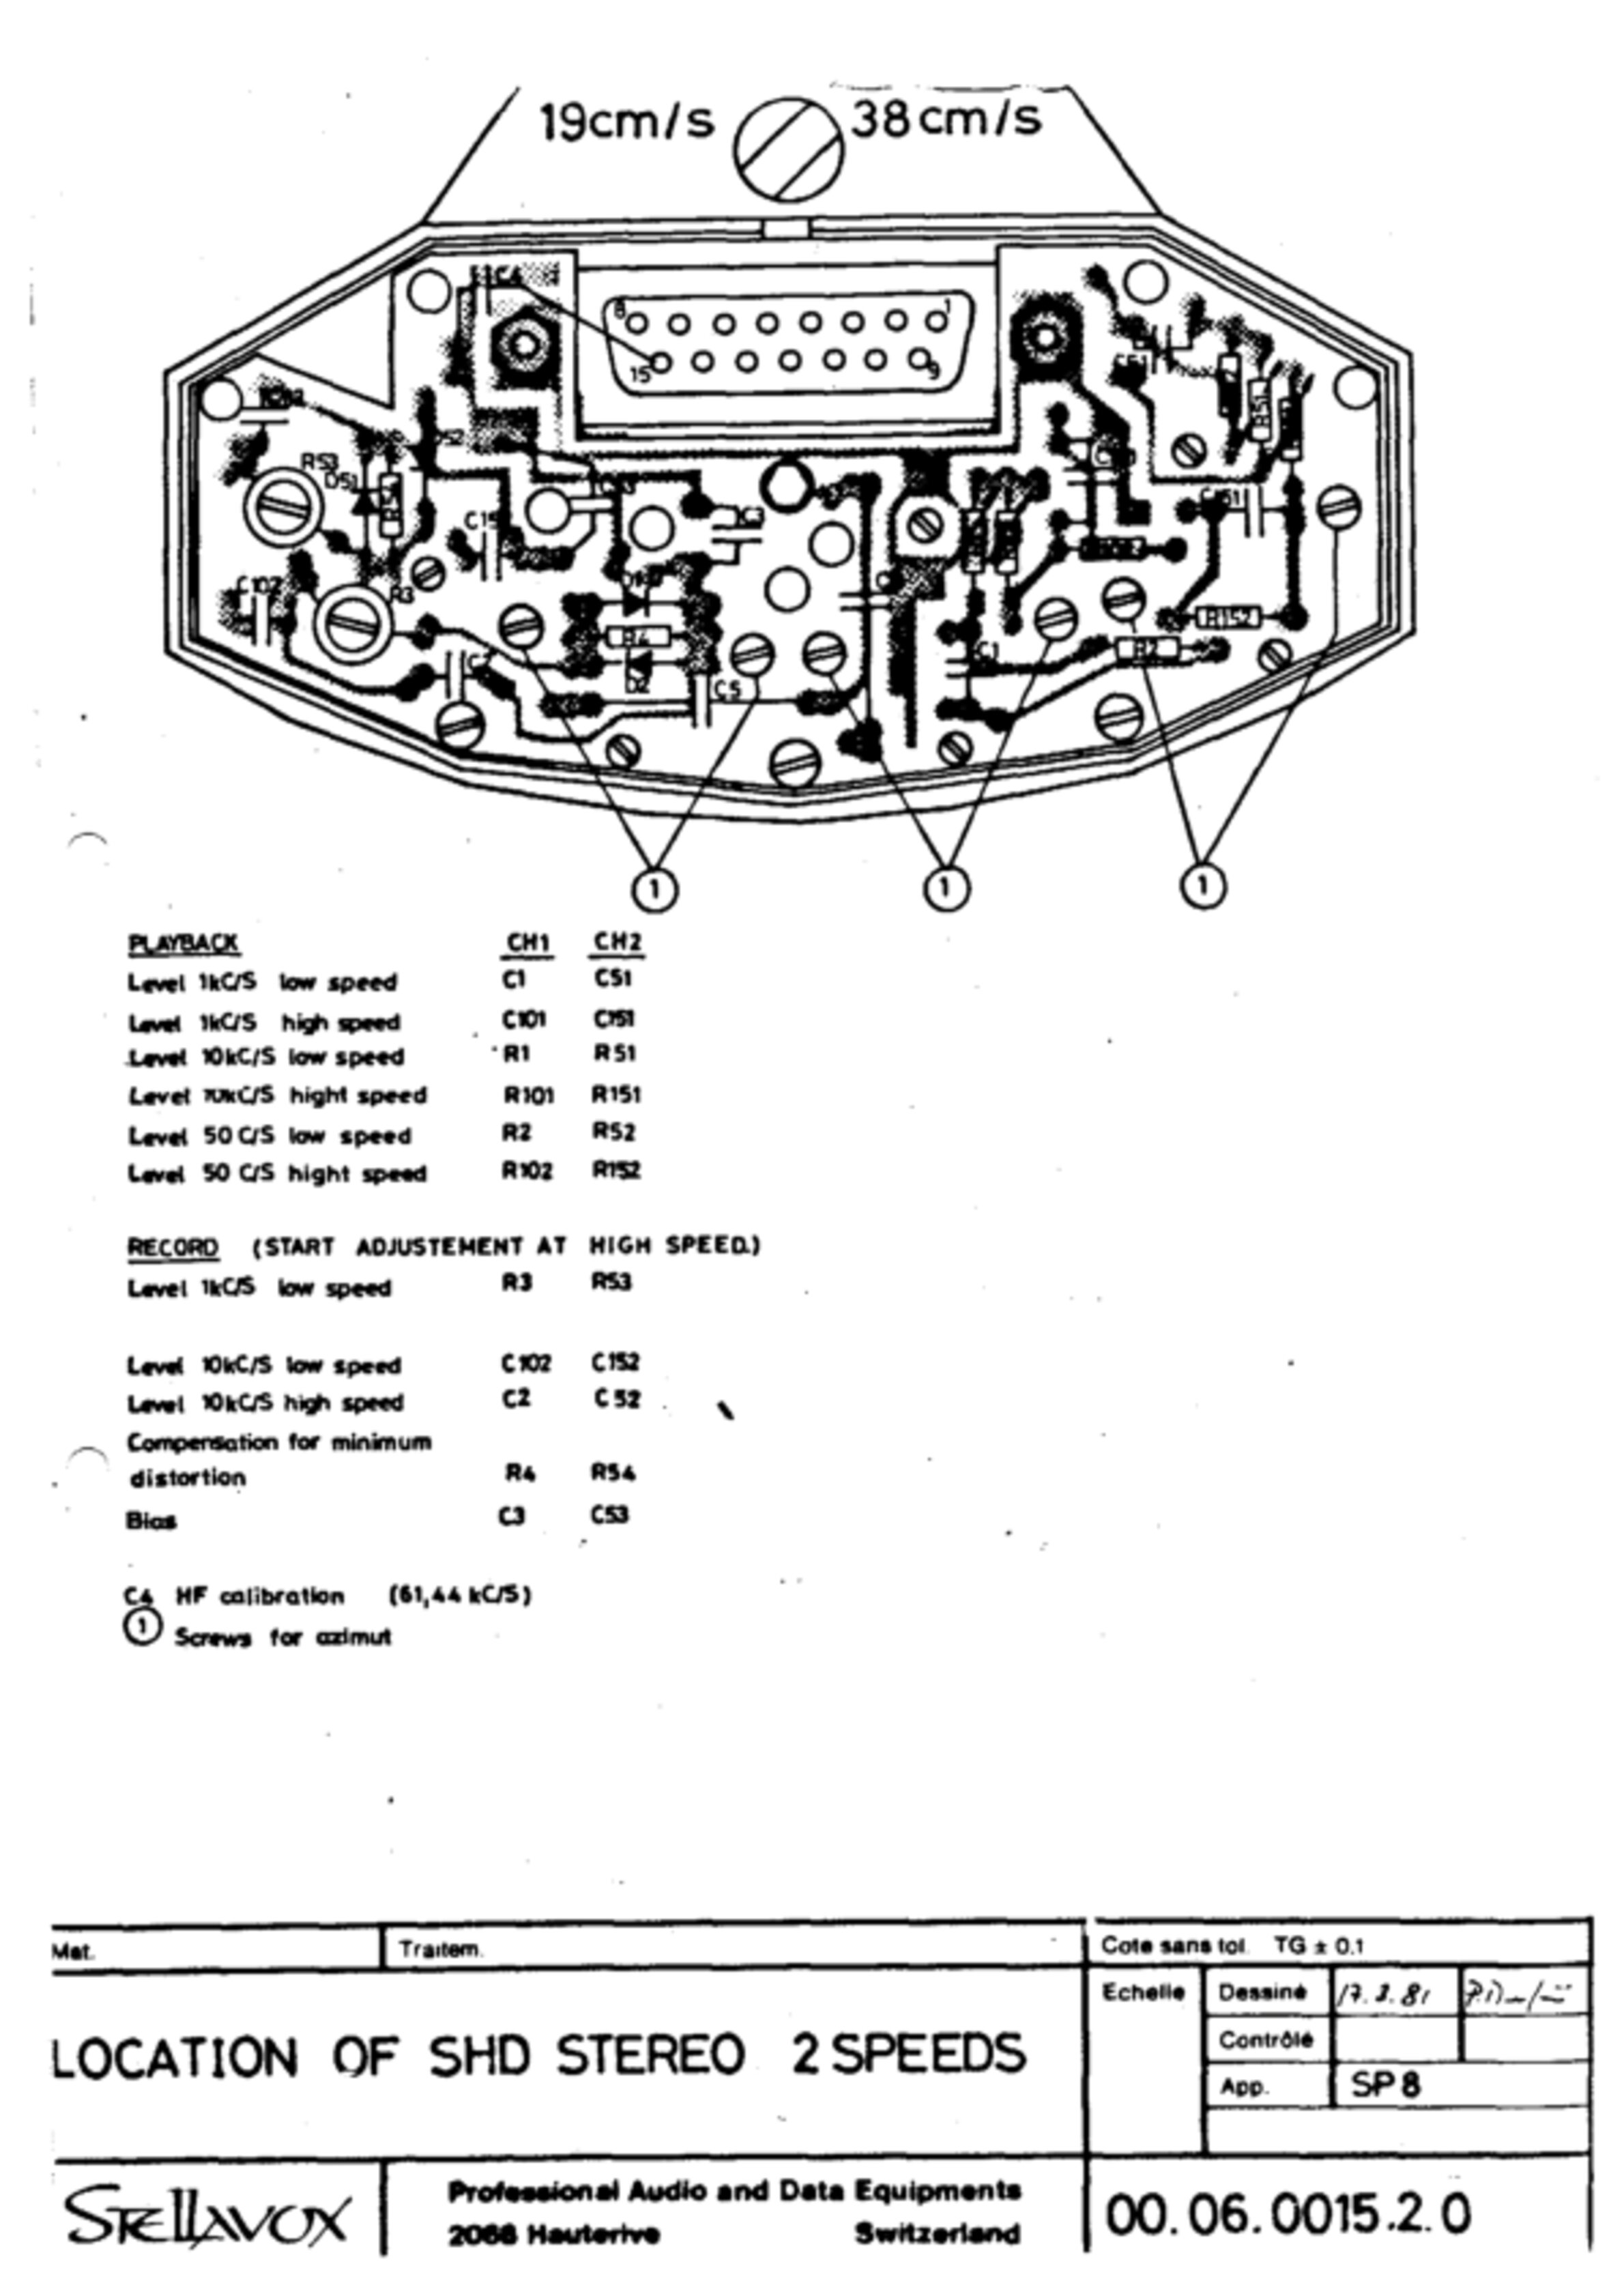 19cm/s 38cm/s
C4
8 1
15 9
C51
R51
R53
D51
C3
C102
R3
R4
D2
C5
C1
R152
R2
1 1 1
PLAYBACK CH1 CH2
Level 1kC/S low speed C1 C51
Level 1kC/S high speed C101 C151
Level 10kC/S low speed R1 R51
Level 10kC/S hight speed R101 R151
Level 50 C/S low speed R2 R52
Level 50 C/S hight speed R102 R152
RECORD (START ADJUSTEMENT AT HIGH SPEED.)
Level 1kC/S low speed R3 R53
Level 10kC/S low speed C102 C152
Level 10kC/S high speed C2 C52
Compensation for minimum
distortion R4 R54
Bias C3 C53
C4 HF calibration (61,44 kC/S)
1 Screws for azimut
Mat. Traitem. Cote sans tol. TG ± 0.1
Echelle Dessiné
Contrôlé
LOCATION OF SHD STEREO 2 SPEEDS
App. SP8
STELLAVOX
Professional Audio and Data Equipments
2068 Hauterive Switzerland
00.06.0015.2.0